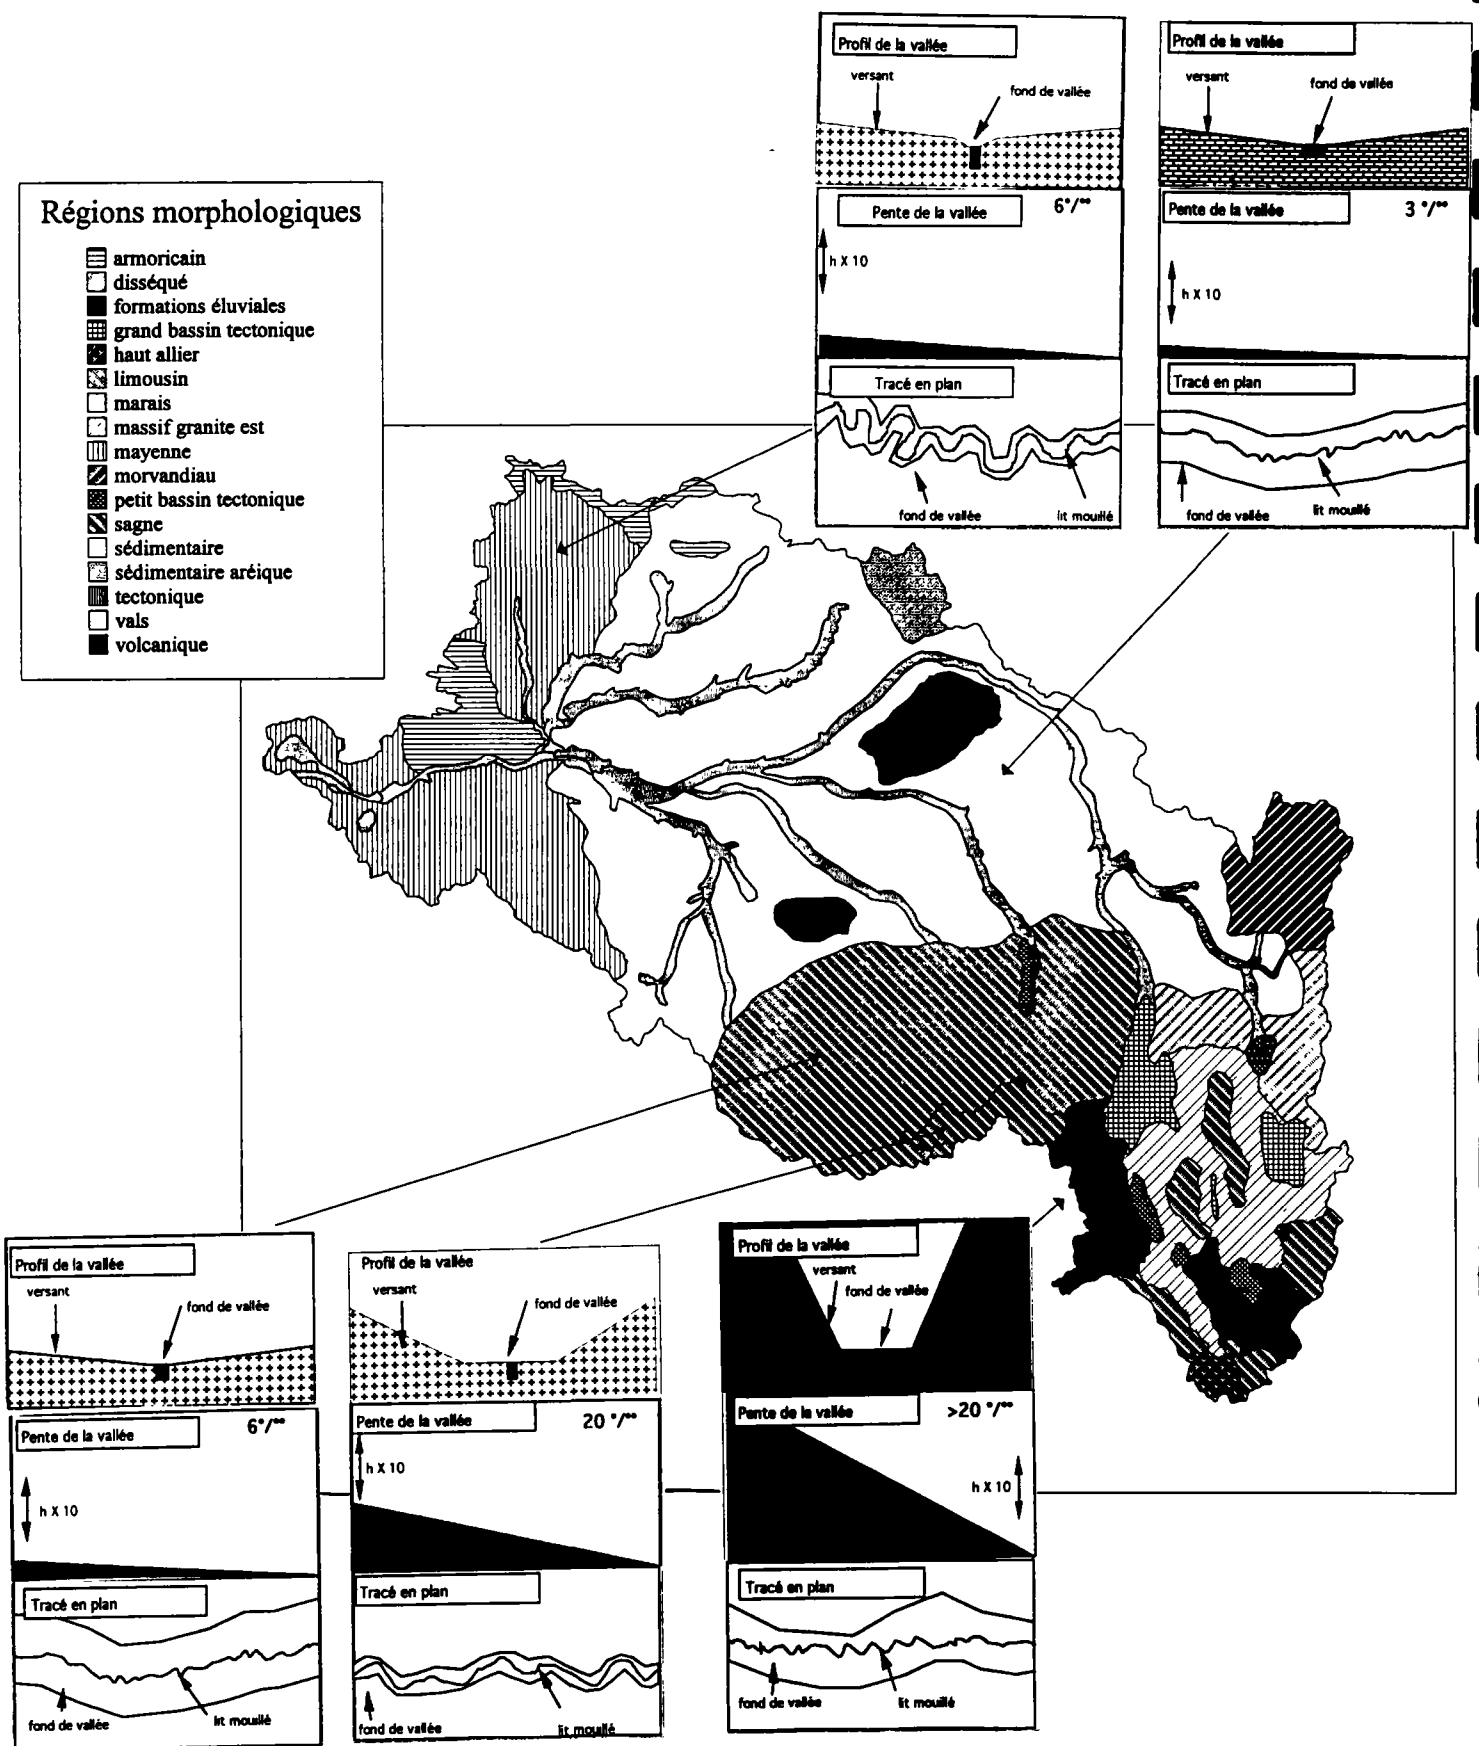 Profil de la vallée
versant
fond de vallée
Pente de la vallée
6°/°°
h X 10
Tracé en plan
fond de vallée
lit mouillé
Profil de la vallée
versant
fond de vallée
Pente de la vallée
3 °/°°
h X 10
Tracé en plan
fond de vallée
lit mouillé
Régions morphologiques
armoricain
disséqué
formations éluviales
grand bassin tectonique
haut allier
limousin
marais
massif granite est
mayenne
morvandiau
petit bassin tectonique
sagne
sédimentaire
sédimentaire aréique
tectonique
vals
volcanique
Profil de la vallée
versant
fond de vallée
Pente de la vallée
6°/°°
h X 10
Tracé en plan
fond de vallée
lit mouillé
Profil de la vallée
versant
fond de vallée
Pente de la vallée
20 °/°°
h X 10
Tracé en plan
fond de vallée
lit mouillé
Profil de la vallée
versant
fond de vallée
Pente de la vallée
>20 °/°°
h X 10
Tracé en plan
fond de vallée
lit mouillé